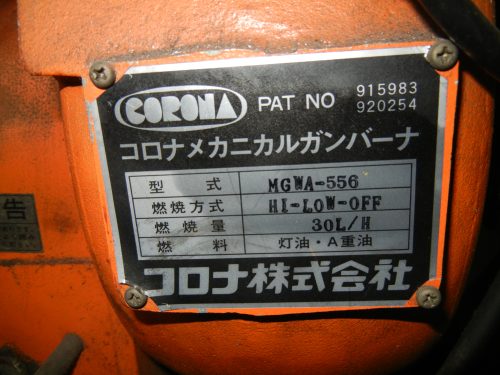 CORONA PAT NO 915983
920254
コロナメカニカルガンバーナ
型式 MGWA-556
燃焼方式 HI-LOW-OFF
燃焼量 30L/H
燃料 灯油・A重油
コロナ株式会社
告